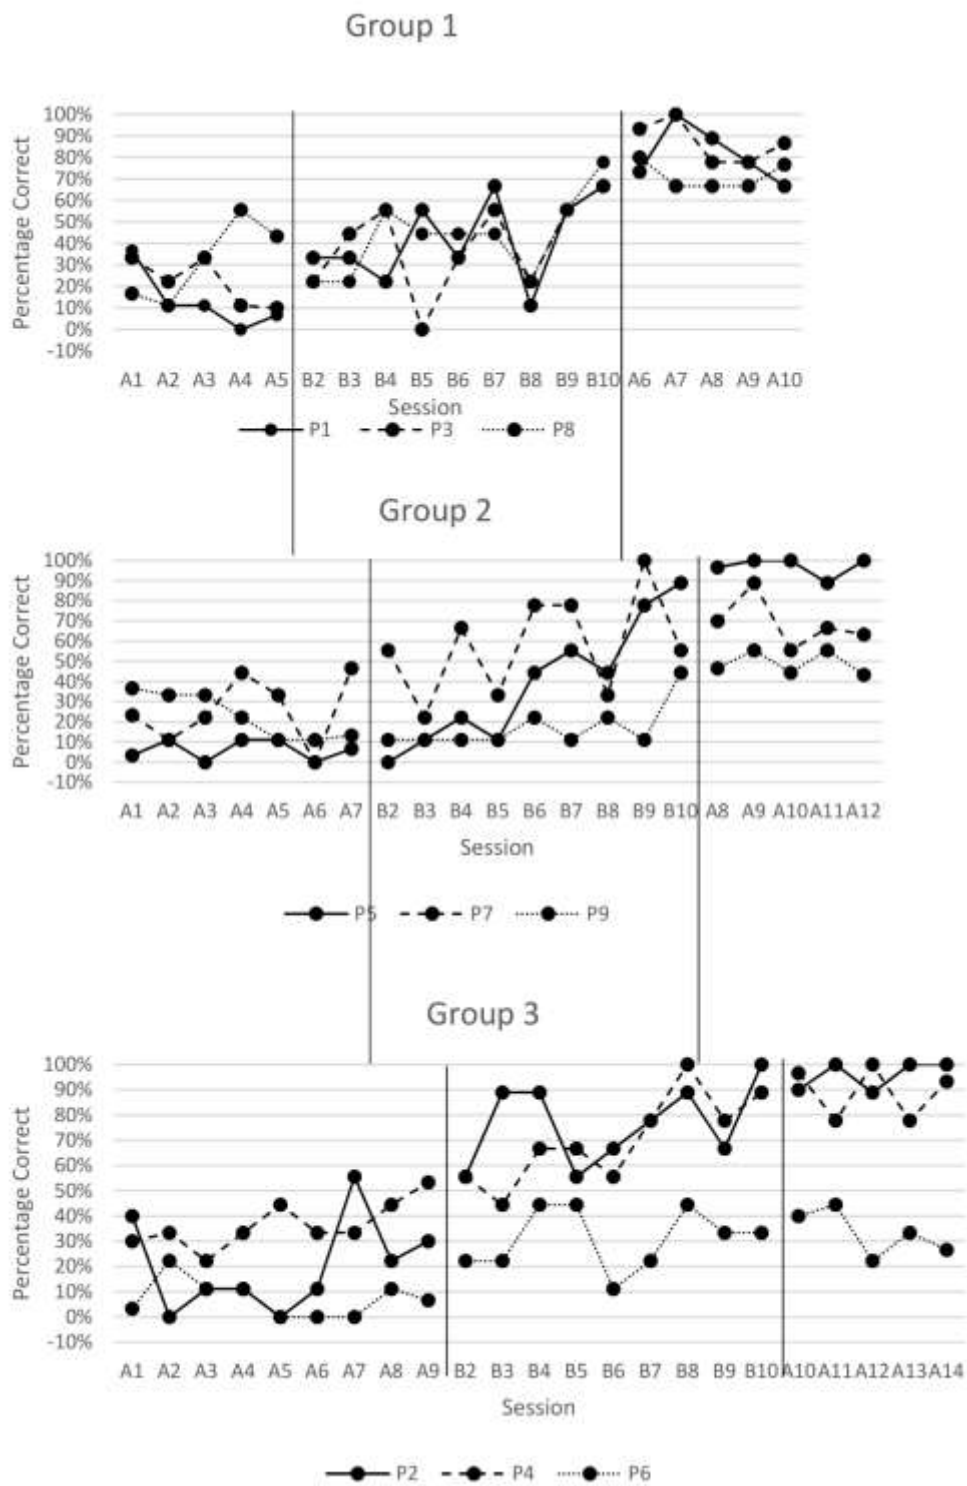 Group 1
Percentage Correct
100%
90%
80%
70%
60%
50%
40%
30%
20%
10%
0%
-10%
A1 A2 A3 A4 A5 B2 B3 B4 B5 B6 B7 B8 B9 B10 A6 A7 A8 A9 A10
Session
P1 P3 P8
Group 2
Percentage Correct
100%
90%
80%
70%
60%
50%
40%
30%
20%
10%
0%
-10%
A1 A2 A3 A4 A5 A6 A7 B2 B3 B4 B5 B6 B7 B8 B9 B10 A8 A9 A10 A11 A12
Session
P5 P7 P9
Group 3
Percentage Correct
100%
90%
80%
70%
60%
50%
40%
30%
20%
10%
0%
-10%
A1 A2 A3 A4 A5 A6 A7 A8 A9 B2 B3 B4 B5 B6 B7 B8 B9 B10 A10 A11 A12 A13 A14
Session
P2 P4 P6